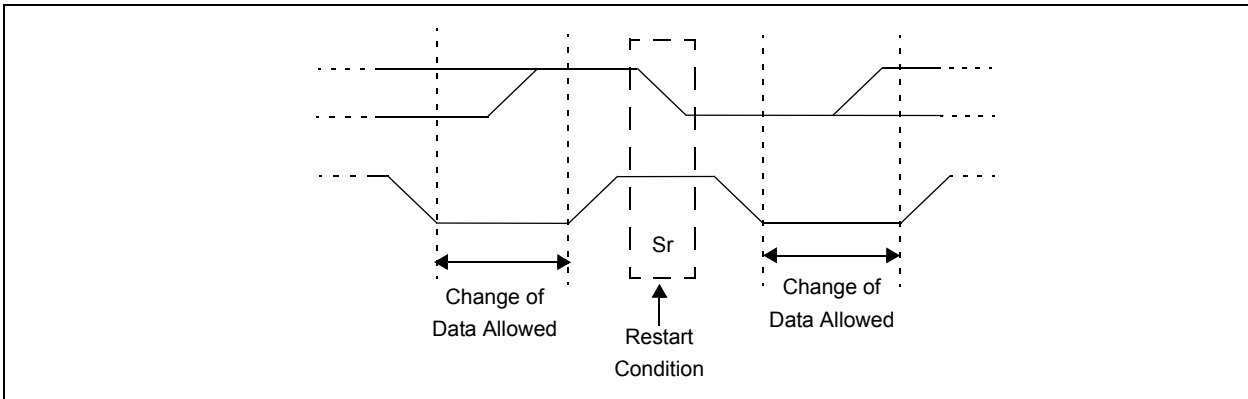 Sr
Change of
Data Allowed
Restart
Condition
Change of
Data Allowed